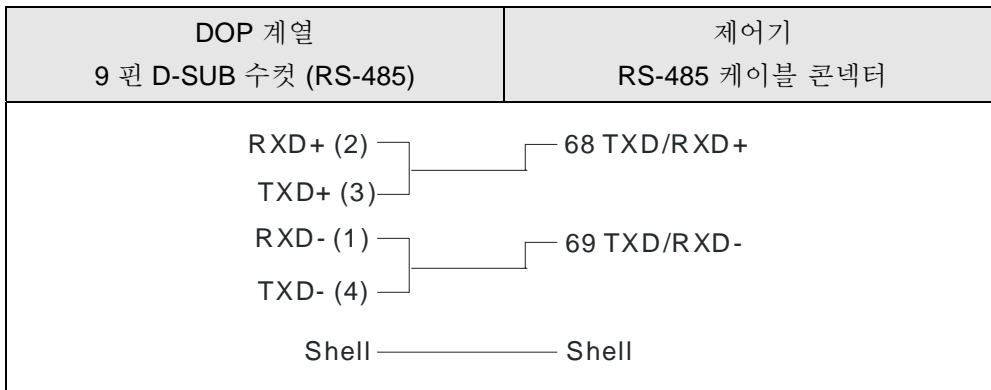 DOP 계열
9 핀 D-SUB 수컷 (RS-485)
제어기
RS-485 케이블 콘넥터
RXD+ (2)
68 TXD/RXD+
TXD+ (3)
RXD- (1)
69 TXD/RXD-
TXD- (4)
Shell
Shell